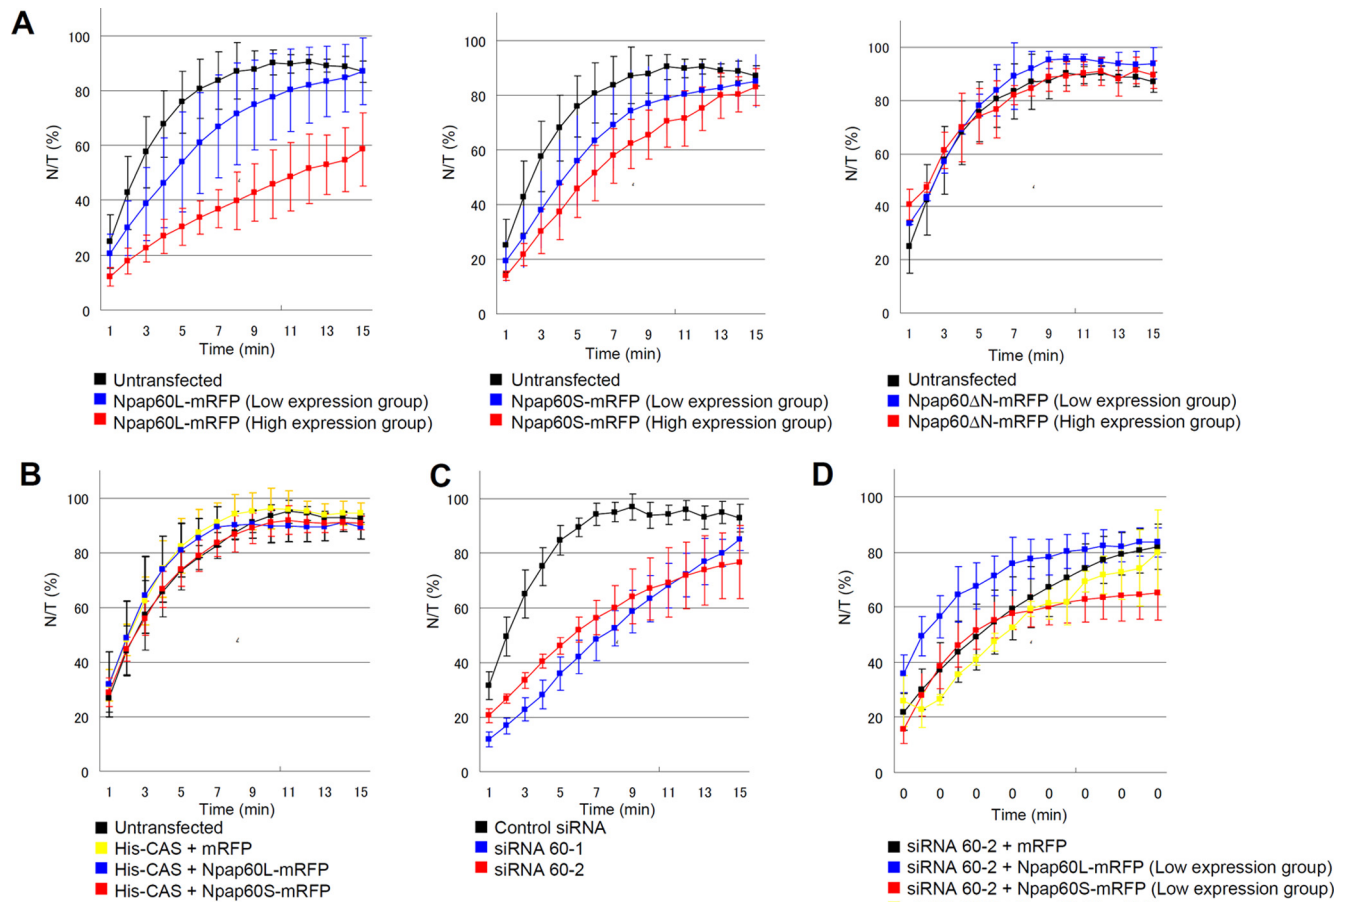 A
100
80
60
40
20
0
N/T (%)
1 3 5 7 9 11 13 15
Time (min)
Untransfected
Npap60L-mRFP (Low expression group)
Npap60L-mRFP (High expression group)
100
80
60
40
20
0
N/T (%)
1 3 5 7 9 11 13 15
Time (min)
Untransfected
Npap60S-mRFP (Low expression group)
Npap60S-mRFP (High expression group)
100
80
60
40
20
0
N/T (%)
1 3 5 7 9 11 13 15
Time (min)
Untransfected
Npap60ΔN-mRFP (Low expression group)
Npap60ΔN-mRFP (High expression group)
B
100
80
60
40
20
0
N/T (%)
1 3 5 7 9 11 13 15
Time (min)
Untransfected
His-CAS + mRFP
His-CAS + Npap60L-mRFP
His-CAS + Npap60S-mRFP
C
100
80
60
40
20
0
N/T (%)
1 3 5 7 9 11 13 15
Time (min)
Control siRNA
siRNA 60-1
siRNA 60-2
D
100
80
60
40
20
0
N/T (%)
0 0 0 0 0 0 0 0
Time (min)
siRNA 60-2 + mRFP
siRNA 60-2 + Npap60L-mRFP (Low expression group)
siRNA 60-2 + Npap60S-mRFP (Low expression group)